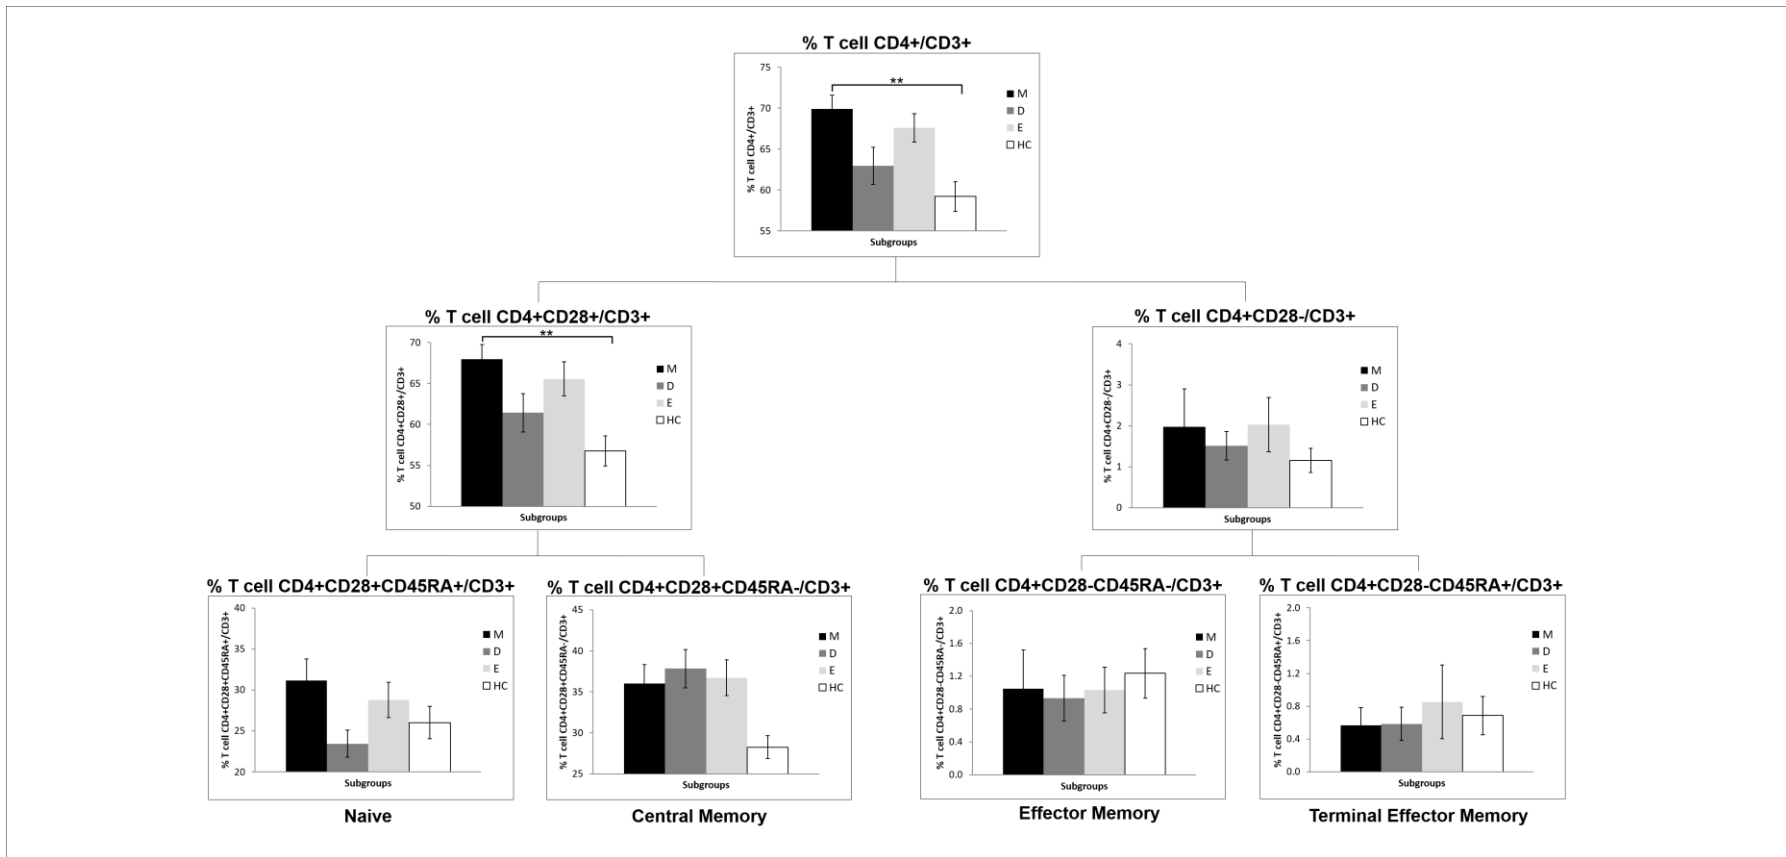 % T cell CD4+/CD3+
75
70
65
60
55
% T cell CD4+/CD3+
**
M
D
E
HC
Subgroups
% T cell CD4+CD28+/CD3+
70
65
60
55
50
% T cell CD4+CD28+/CD3+
**
M
D
E
HC
Subgroups
% T cell CD4+CD28-/CD3+
4
3
2
1
0
% T cell CD4+CD28-/CD3+
M
D
E
HC
Subgroups
% T cell CD4+CD28+CD45RA+/CD3+
40
35
30
25
20
% T cell CD4+CD28+CD45RA+/CD3+
M
D
E
HC
Subgroups
Naive
% T cell CD4+CD28+CD45RA-/CD3+
45
40
35
30
25
% T cell CD4+CD28+CD45RA-/CD3+
M
D
E
HC
Subgroups
Central Memory
% T cell CD4+CD28-CD45RA-/CD3+
2.0
1.6
1.2
0.8
0.4
0.0
% T cell CD4+CD28-CD45RA-/CD3+
M
D
E
HC
Subgroups
Effector Memory
% T cell CD4+CD28-CD45RA+/CD3+
2.0
1.6
1.2
0.8
0.4
0.0
% T cell CD4+CD28-CD45RA+/CD3+
M
D
E
HC
Subgroups
Terminal Effector Memory